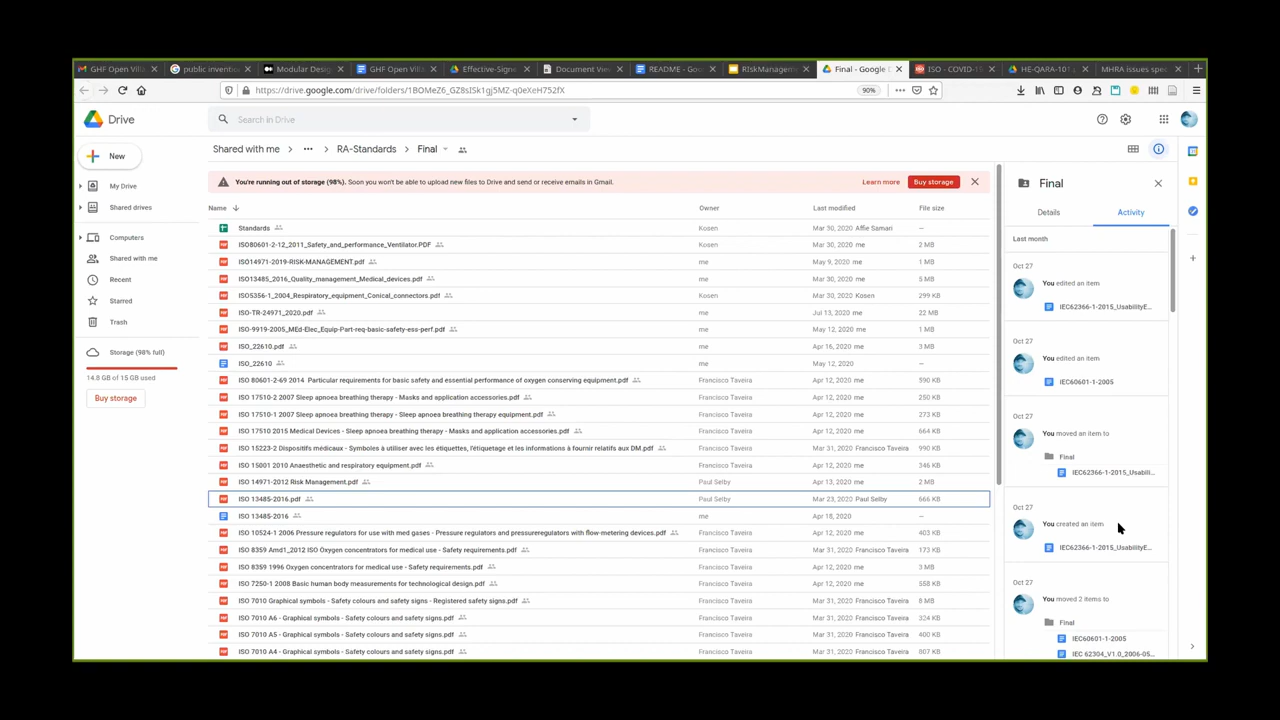 GHF Open Vill
public.inventi
Modular Desi
GHF Open Vill
Effective-Sign
Document Vie
README - Goo
RIskManagem
Final - Google D
ISO - COVID-1
HE-QARA-101.
MHRA issues spe
https://drive.google.com/drive/folders/
90%
Drive
Search in Drive
Shared with me
RA-Standards
Final
New
My Drive
Shared drives
Computers
Shared with me
Recent
Starred
Trash
Storage (98% full)
14.8 GB of 15 GB used
Buy storage
You're running out of storage (98%). Soon you won't be able to upload new files to Drive and send or receive emails in Gmail. Learn more Buy storage
Name Owner Last modified File size
Standards Kosen Mar 30, 2020 Affie Samari –
ISO80601-2-12_2011_Safety_and_performance_Ventilator.PDF Kosen Mar 30, 2020 me 2 MB
ISO14971-2019-RISK-MANAGEMENT.pdf me May 9, 2020 me 1 MB
ISO13485_2016_Quality_management_Medical_devices.pdf me Mar 30, 2020 me 5 MB
ISO5356-1_2004_Respiratory_equipment_Conical_connectors.pdf Kosen Mar 30, 2020 Kosen 299 KB
ISO-TR-24971_2020.pdf me Jul 13, 2020 me 22 MB
ISO-9919-2005_MEd-Elec_Equip-Part-req-basic-safety-ess-perf.pdf me May 12, 2020 me 1 MB
ISO_22610.pdf me Apr 16, 2020 me 3 MB
ISO_22610 me May 12, 2020 –
ISO 80601-2-69 2014 Particular requirements for basic safety and essential performance of oxygen conserving equipment.pdf Francisco Taveira Apr 12, 2020 me 590 KB
ISO 17510-2 2007 Sleep apnoea breathing therapy - Masks and application accessories.pdf Francisco Taveira Apr 12, 2020 me 250 KB
ISO 17510-1 2007 Sleep apnoea breathing therapy - Sleep apnoea breathing therapy equipment.pdf Francisco Taveira Apr 12, 2020 me 273 KB
ISO 17510 2015 Medical Devices - Sleep apnoea breathing therapy - Masks and application accessories.pdf Francisco Taveira Apr 12, 2020 me 664 KB
ISO 15223-2 Dispositifs médicaux - Symboles à utiliser avec les étiquettes, l'étiquetage et les informations à fournir relatifs aux DM.pdf Francisco Taveira Mar 31, 2020 Francisco Taveira 990 KB
ISO 15001 2010 Anaesthetic and respiratory equipment.pdf Francisco Taveira Apr 12, 2020 me 346 KB
ISO 14971-2012 Risk Management.pdf Paul Selby Apr 13, 2020 me 2 MB
ISO 13485-2016.pdf Paul Selby Mar 23, 2020 Paul Selby 666 KB
ISO 13485-2016 me Apr 18, 2020 –
ISO 10524-1 2006 Pressure regulators for use with med gases - Pressure regulators and pressureregulators with flow-metering devices.pdf Francisco Taveira Apr 12, 2020 me 403 KB
ISO 8359 Amd1_2012 ISO Oxygen concentrators for medical use - Safety requirements.pdf Francisco Taveira Mar 31, 2020 Francisco Taveira 173 KB
ISO 8359 1996 Oxygen concentrators for medical use - Safety requirements.pdf Francisco Taveira Apr 12, 2020 me 3 MB
ISO 7250-1 2008 Basic human body measurements for technological design.pdf Francisco Taveira Apr 12, 2020 me 558 KB
ISO 7010 Graphical symbols - Safety colours and safety signs - Registered safety signs.pdf Francisco Taveira Mar 31, 2020 Francisco Taveira 8 MB
ISO 7010 A6 - Graphical symbols - Safety colours and safety signs.pdf Francisco Taveira Mar 31, 2020 Francisco Taveira 324 KB
ISO 7010 A5 - Graphical symbols - Safety colours and safety signs.pdf Francisco Taveira Mar 31, 2020 Francisco Taveira 400 KB
ISO 7010 A4 - Graphical symbols - Safety colours and safety signs.pdf Francisco Taveira Mar 31, 2020 Francisco Taveira 807 KB
Final
Details Activity
Last month
Oct 27
You edited an item
IEC62366-1-2015_UsabilityE...
Oct 27
You edited an item
IEC60601-1-2005
Oct 27
You moved an item to
Final
IEC62366-1-2015_Usabili...
Oct 27
You created an item
IEC62366-1-2015_UsabilityE...
Oct 27
You moved 2 items to
Final
IEC60601-1-2005
IEC 62304_V1.0_2006-05...